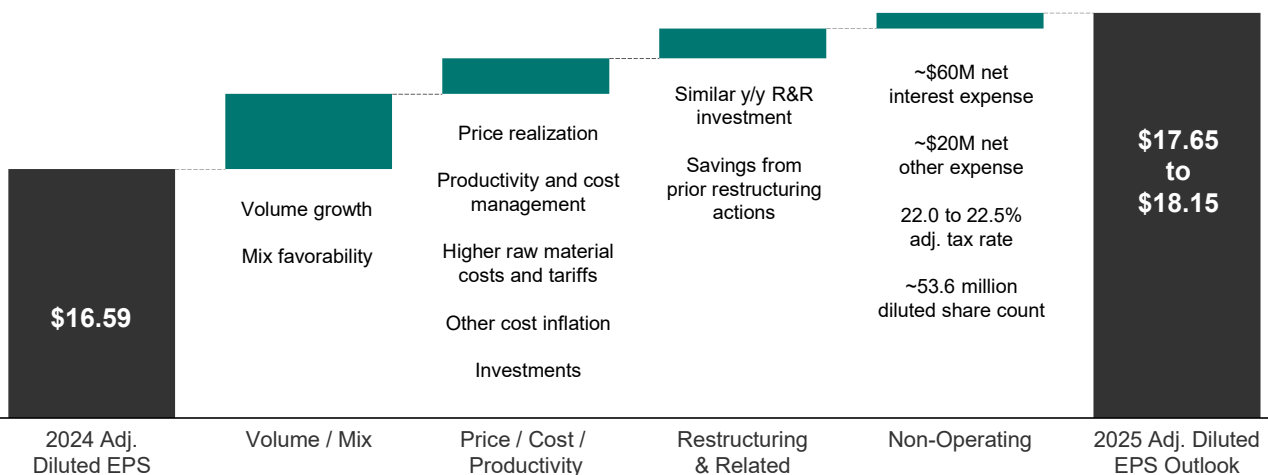 $16.59
Volume growth
Mix favorability
Price realization
Productivity and cost
management
Higher raw material
costs and tariffs
Other cost inflation
Investments
Similar y/y R&R
investment
Savings from
prior restructuring
actions
~$60M net
interest expense
~$20M net
other expense
22.0 to 22.5%
adj. tax rate
~53.6 million
diluted share count
$17.65
to
$18.15
2024 Adj.
Diluted EPS
Volume / Mix
Price / Cost /
Productivity
Restructuring
& Related
Non-Operating
2025 Adj. Diluted
EPS Outlook